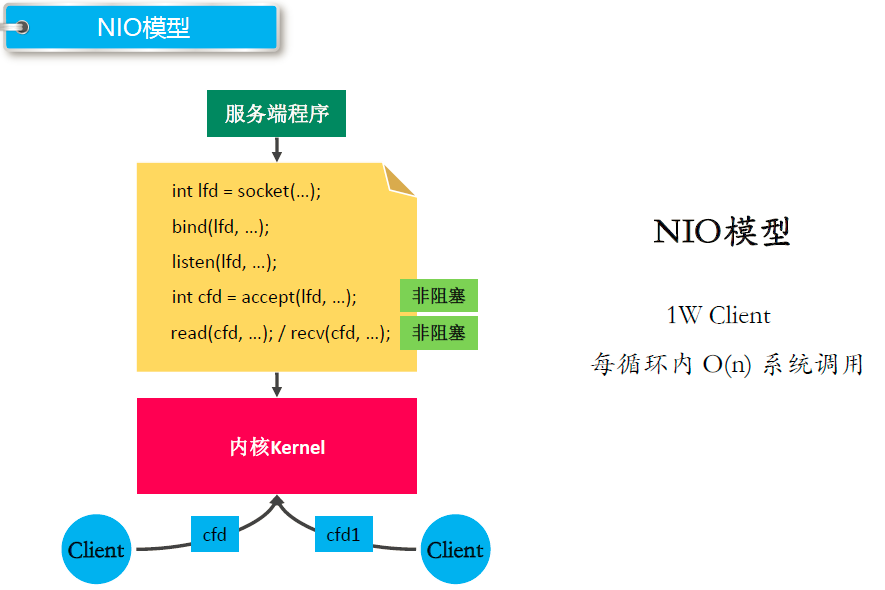 NIO模型
服务端程序
int lfd = socket(...);
bind(lfd, ...);
listen(lfd, ...);
int cfd = accept(lfd, ...);
非阻塞
read(cfd, ...); / recv(cfd, ...);
非阻塞
内核Kernel
cfd
cfd1
Client
Client
NIO模型
1W Client
每循环内 O(n) 系统调用